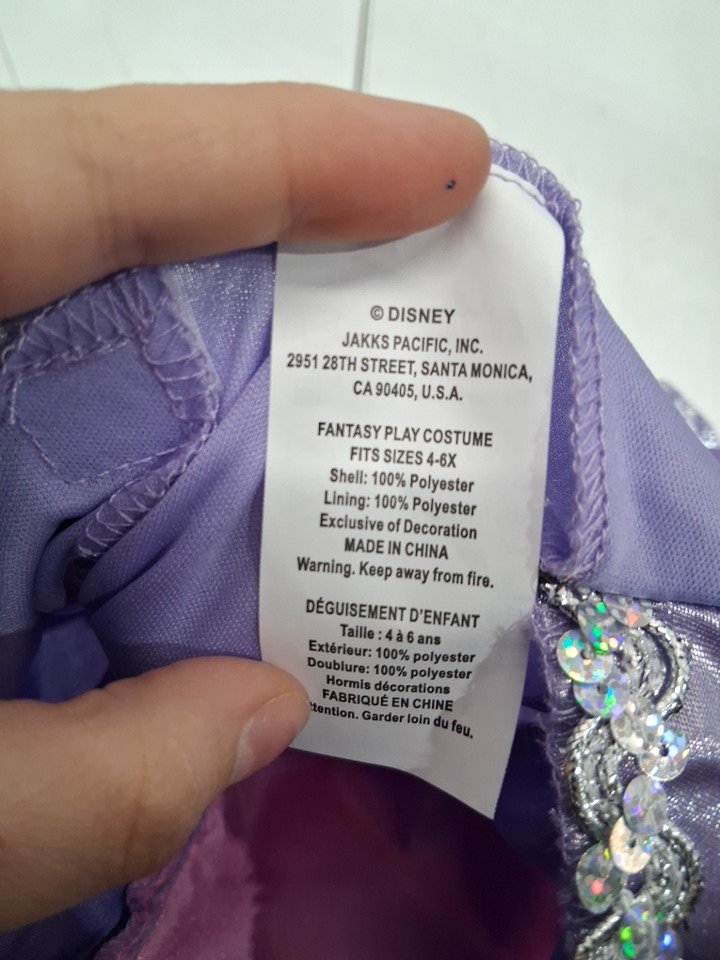 © DISNEY
JAKKS PACIFIC, INC.
2951 28TH STREET, SANTA MONICA,
CA 90405, U.S.A.
FANTASY PLAY COSTUME
FITS SIZES 4-6X
Shell: 100% Polyester
Lining: 100% Polyester
Exclusive of Decoration
MADE IN CHINA
Warning. Keep away from fire.
DÉGUISEMENT D'ENFANT
Taille : 4 à 6 ans
Extérieur: 100% polyester
Doublure: 100% polyester
Hormis décorations
FABRIQUÉ EN CHINE
ttention. Garder loin du feu.